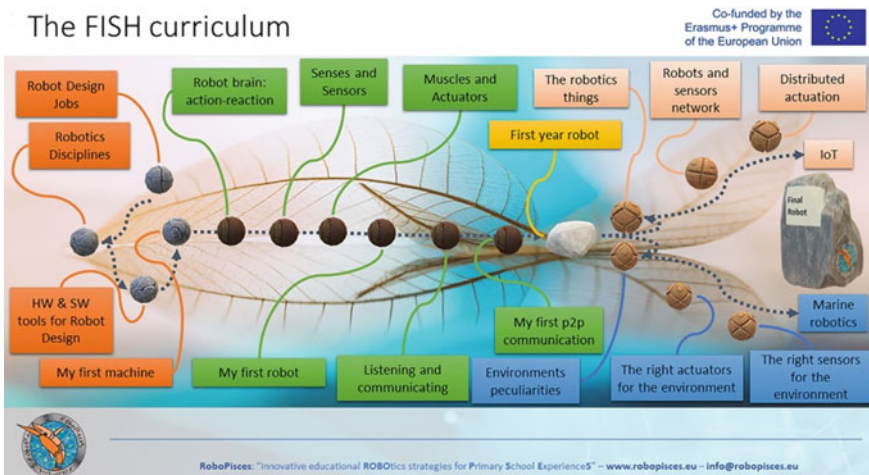 The FISH curriculum
Co-funded by the
Erasmus+ Programme
of the European Union
Robot Design
Jobs
Robotics
Disciplines
Robot brain:
action-reaction
Senses and
Sensors
Muscles and
Actuators
First year robot
The robotics
things
Robots and
sensors
network
Distributed
actuation
IoT
Final
Robot
HW & SW
tools for Robot
Design
My first machine
My first robot
Listening and
communicating
My first p2p
communication
Environments
peculiarities
The right actuators
for the environment
Marine
robotics
The right sensors
for the
environment
RoboPisces: "Innovative educational ROBOtics strategies for Primary School ExperienceS" – www.robopisces.eu – info@robopisces.eu